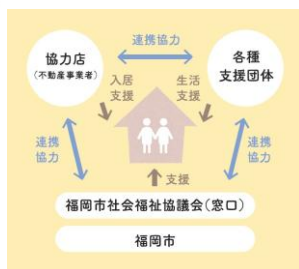 連携協力
協力店
(不動産事業者)
各種
支援団体
入居
支援
生活
支援
連携
協力
連携
協力
支援
福岡市社会福祉協議会(窓口)
福岡市